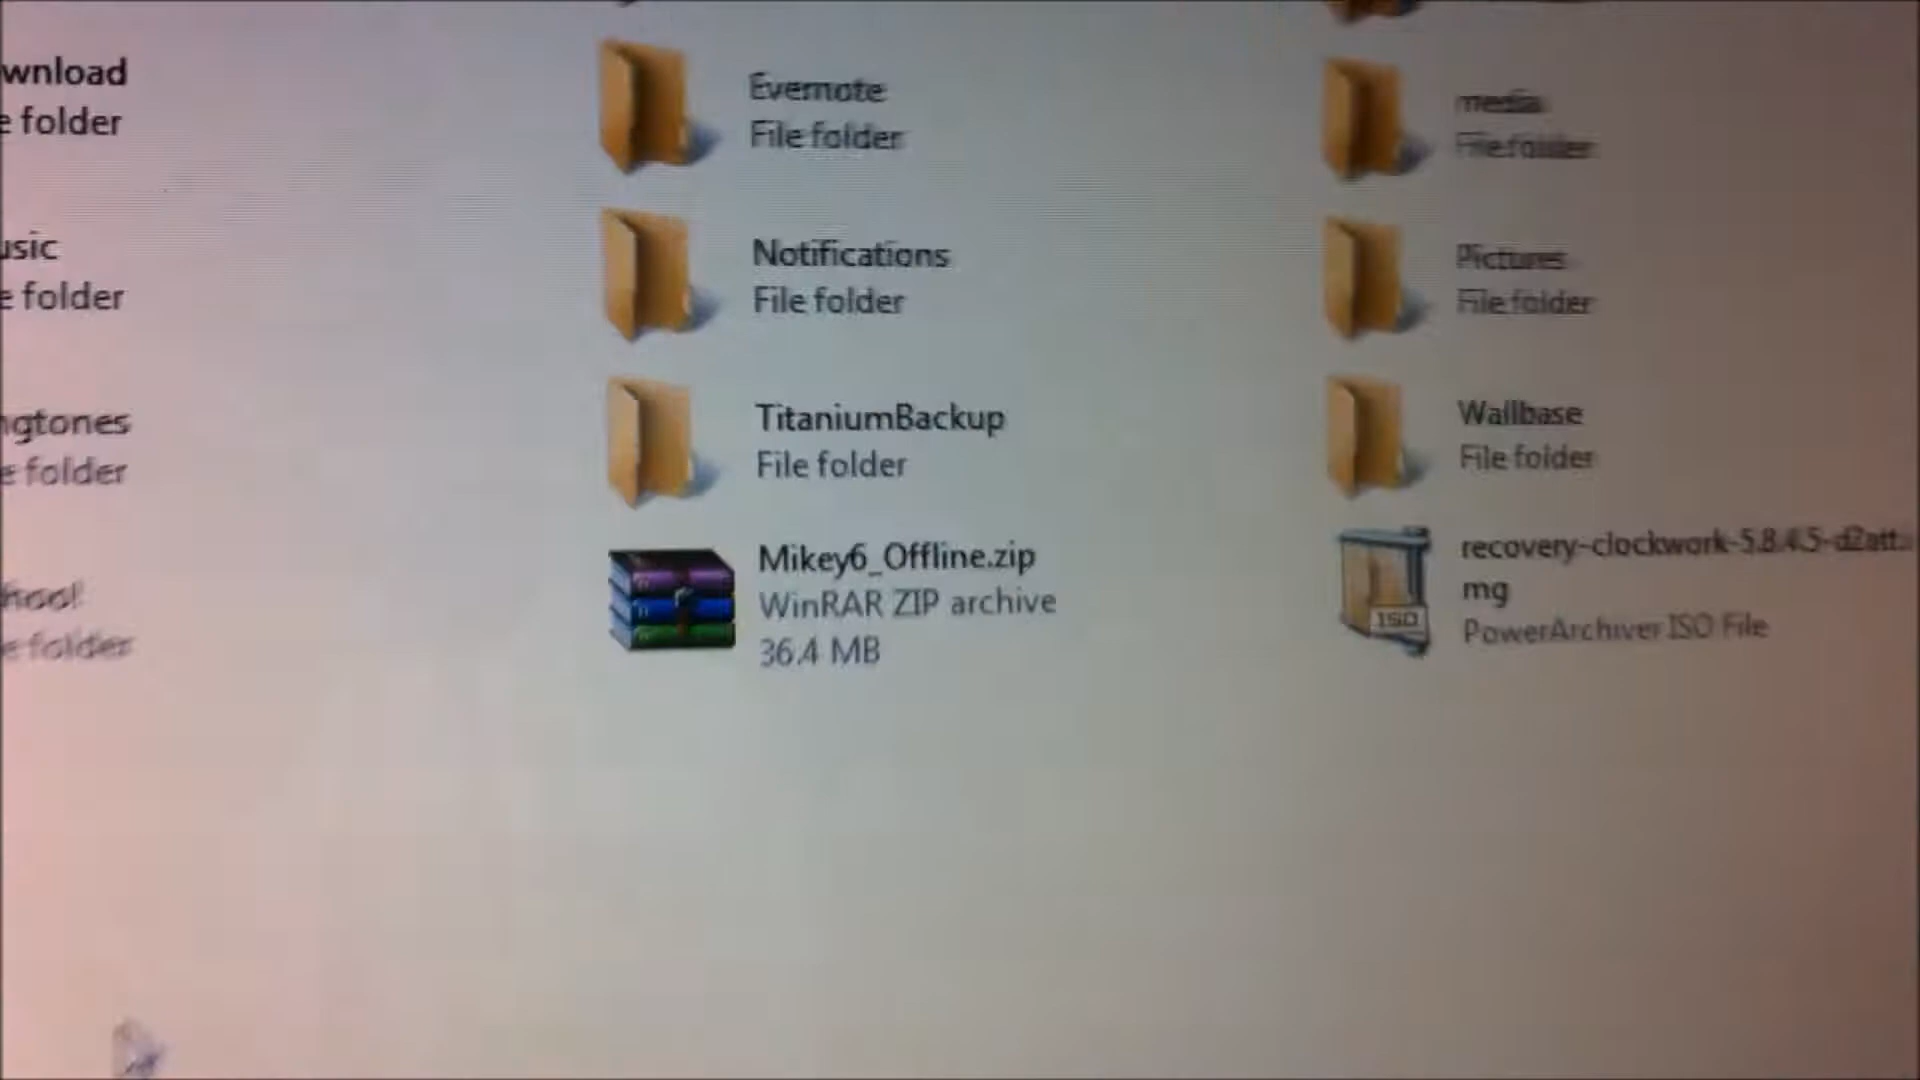 wnload
e folder
Evernote
File folder
media
File folder
usic
e folder
Notifications
File folder
Pictures
File folder
ngtones
e folder
TitaniumBackup
File folder
Wallbase
File folder
hool
e folder
Mikey6_Offline.zip
WinRAR ZIP archive
36.4 MB
recovery-clockwork-5.8.4.5-d2att.i
mg
PowerArchiver ISO File
ISO